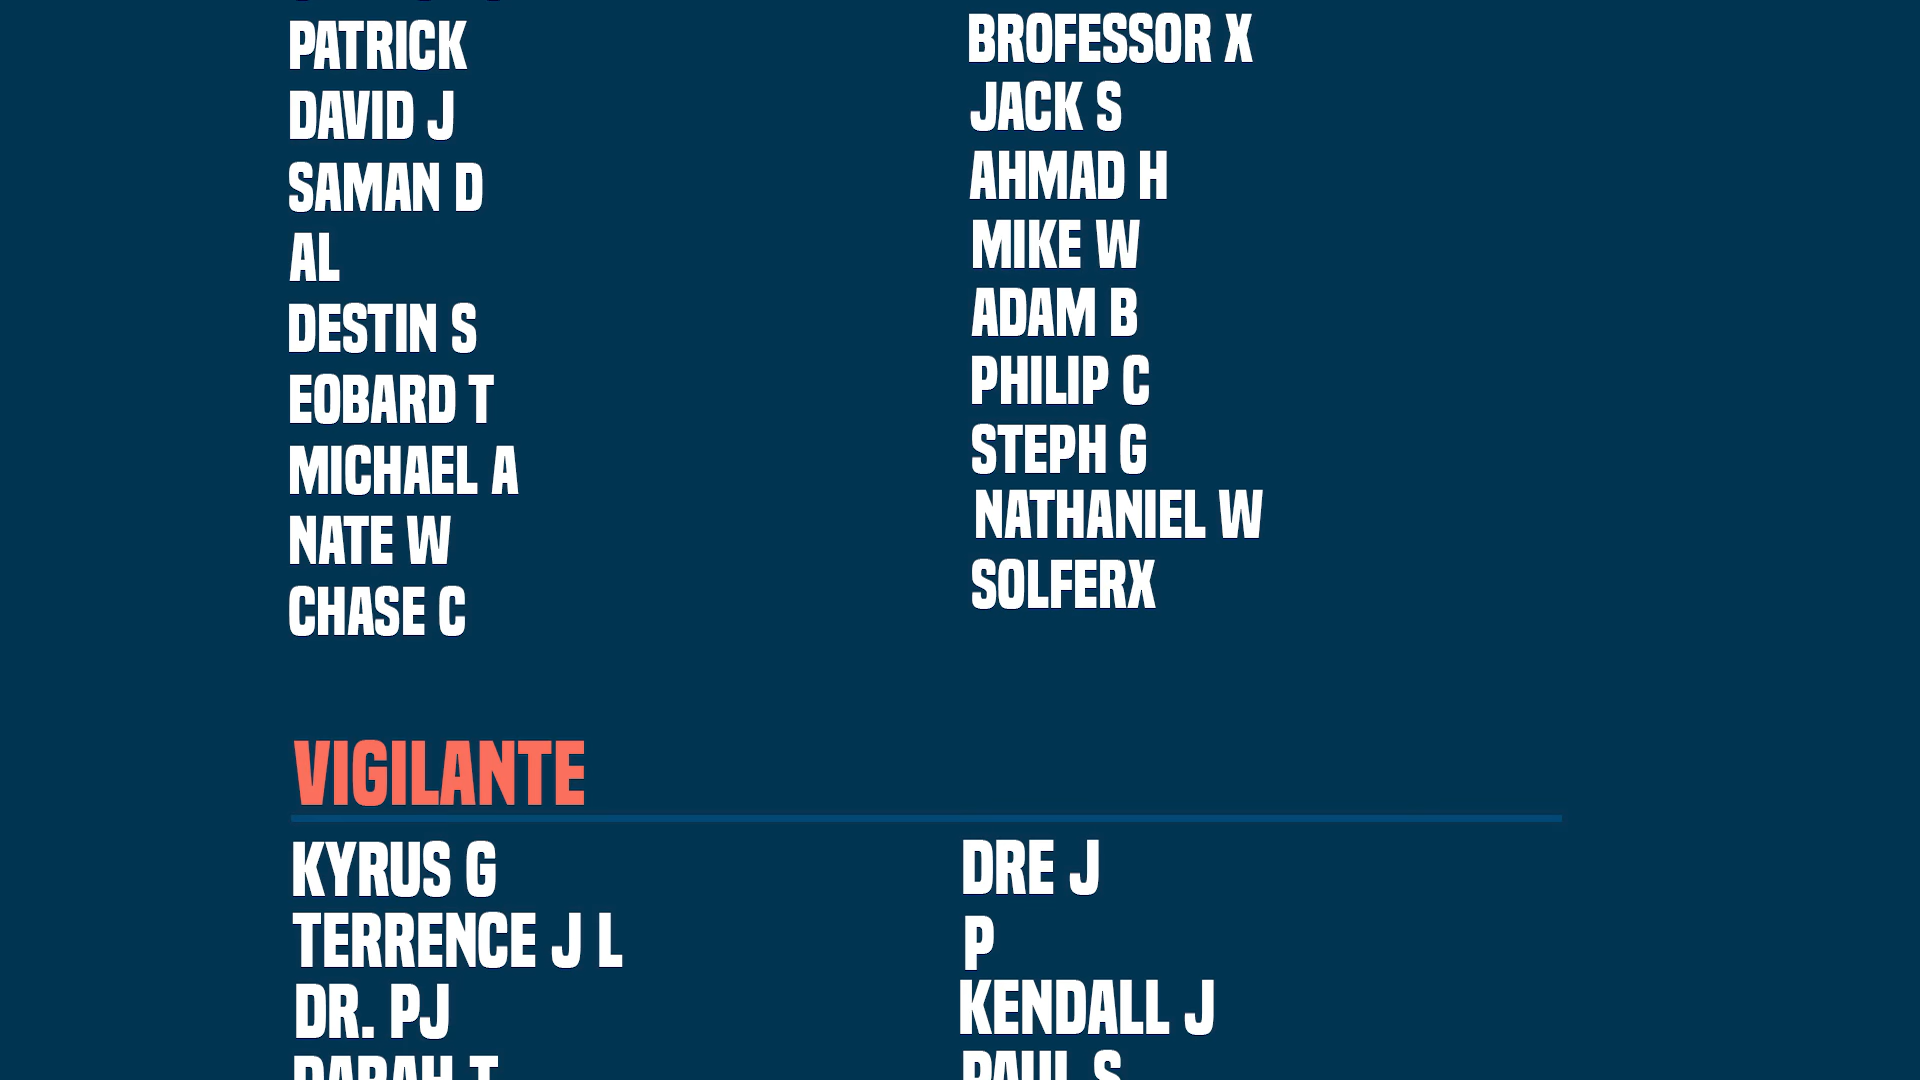 PATRICK
DAVID J
SAMAN D
AL
DESTIN S
EOBARD T
MICHAEL A
NATE W
CHASE C
BROFESSOR X
JACK S
AHMAD H
MIKE W
ADAM B
PHILIP C
STEPH G
NATHANIEL W
SOLFERX
VIGILANTE
KYRUS G
TERRENCE J L
DR. PJ
DRE J
P
KENDALL J
PAUL S